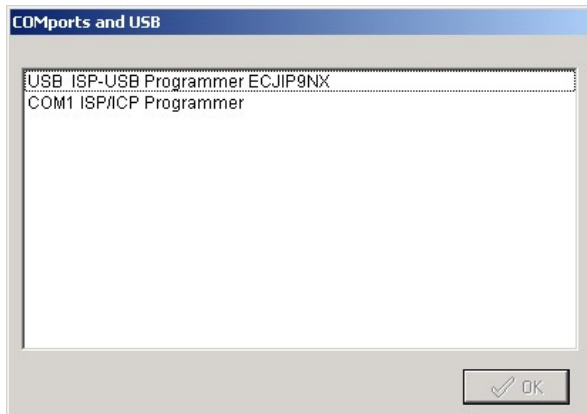 COMports and USB
USB ISP-USB Programmer ECJIP9NX
COM1 ISP/ICP Programmer
OK